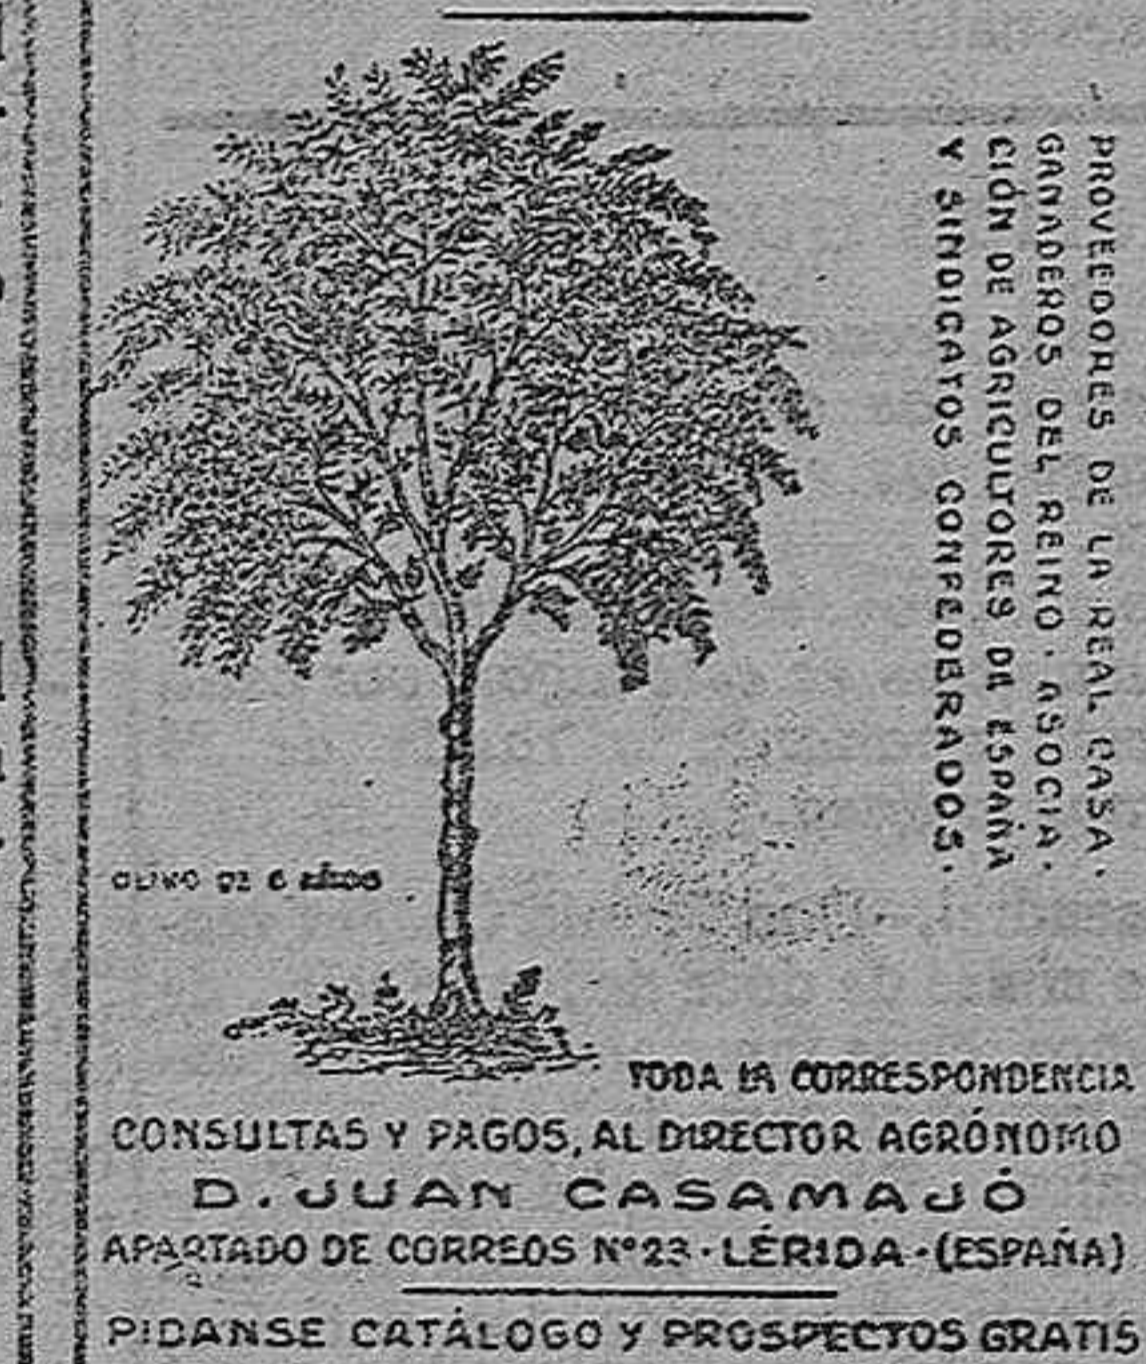 PROVEEDORES DE LA REAL CASA ·
GANADEROS DEL REINO · ASOCIA-
CIÓN DE AGRICULTORES DE ESPAÑA
Y SINDICATOS CONFEDERADOS ·
OLIVO DE 6 AÑOS
TODA LA CORRESPONDENCIA
CONSULTAS Y PAGOS, AL DIRECTOR AGRÓNOMO
D. JUAN CASAMAJÓ
APARTADO DE CORREOS Nº 23 · LÉRIDA · (ESPAÑA)
PIDANSE CATÁLOGO Y PROSPECTOS GRATIS